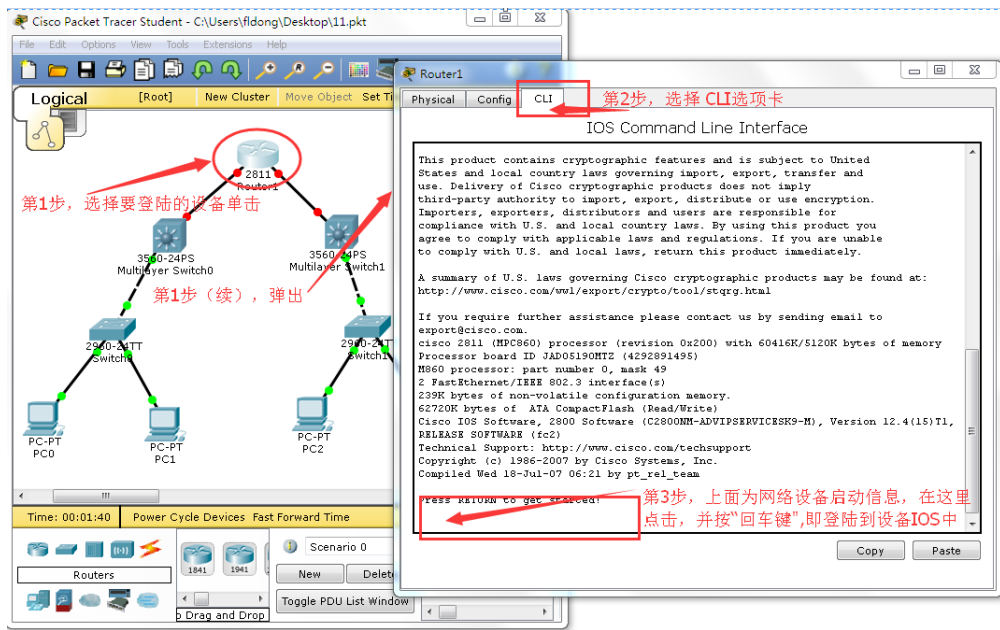 Cisco Packet Tracer Student - C:\Users\fldong\Desktop\11.pkt
File Edit Options View Tools Extensions Help
Logical [Root] New Cluster Move Object Set Ti
2811
Router1
第1步，选择要登陆的设备单击
3560-24PS
Multilayer Switch0
3560-24PS
Multilayer Switch1
第1步（续），弹出
2960-24TT
Switch0
2960-24T
Switch1
PC-PT
PC0
PC-PT
PC1
PC-PT
PC2
Time: 00:01:40 Power Cycle Devices Fast Forward Time
Routers
1841 1941
Scenario 0
New Delet
Toggle PDU List Window
o Drag and Drop
Router1
Physical Config CLI
第2步，选择 CLI选项卡
IOS Command Line Interface
This product contains cryptographic features and is subject to United
States and local country laws governing import, export, transfer and
use. Delivery of Cisco cryptographic products does not imply
third-party authority to import, export, distribute or use encryption.
Importers, exporters, distributors and users are responsible for
compliance with U.S. and local country laws. By using this product you
agree to comply with applicable laws and regulations. If you are unable
to comply with U.S. and local laws, return this product immediately.
A summary of U.S. laws governing Cisco cryptographic products may be found at:
http://www.cisco.com/wwl/export/crypto/tool/stqrg.html
If you require further assistance please contact us by sending email to
export@cisco.com.
cisco 2811 (MPC860) processor (revision 0x200) with 60416K/5120K bytes of memory
Processor board ID JAD05190MTZ (4292891495)
M860 processor: part number 0, mask 49
2 FastEthernet/IEEE 802.3 interface(s)
239K bytes of non-volatile configuration memory.
62720K bytes of ATA CompactFlash (Read/Write)
Cisco IOS Software, 2800 Software (C2800NM-ADVIPSERVICESK9-M), Version 12.4(15)T1,
RELEASE SOFTWARE (fc2)
Technical Support: http://www.cisco.com/techsupport
Copyright (c) 1986-2007 by Cisco Systems, Inc.
Compiled Wed 18-Jul-07 06:21 by pt_rel_team
Press RETURN to get started!
第3步，上面为网络设备启动信息，在这里
点击，并按“回车键”,即登陆到设备IOS中
Copy Paste